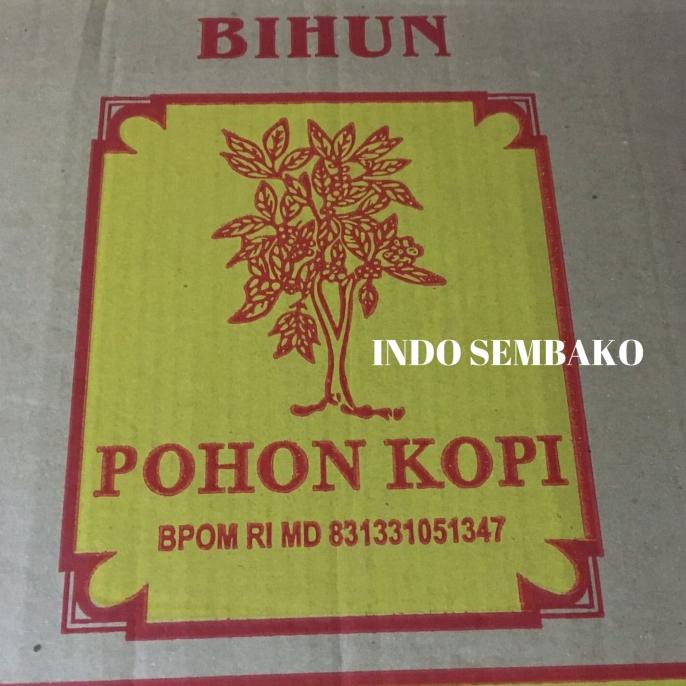 BIHUN
INDO SEMBAKO
POHON KOPI
BPOM RI MD 831331051347